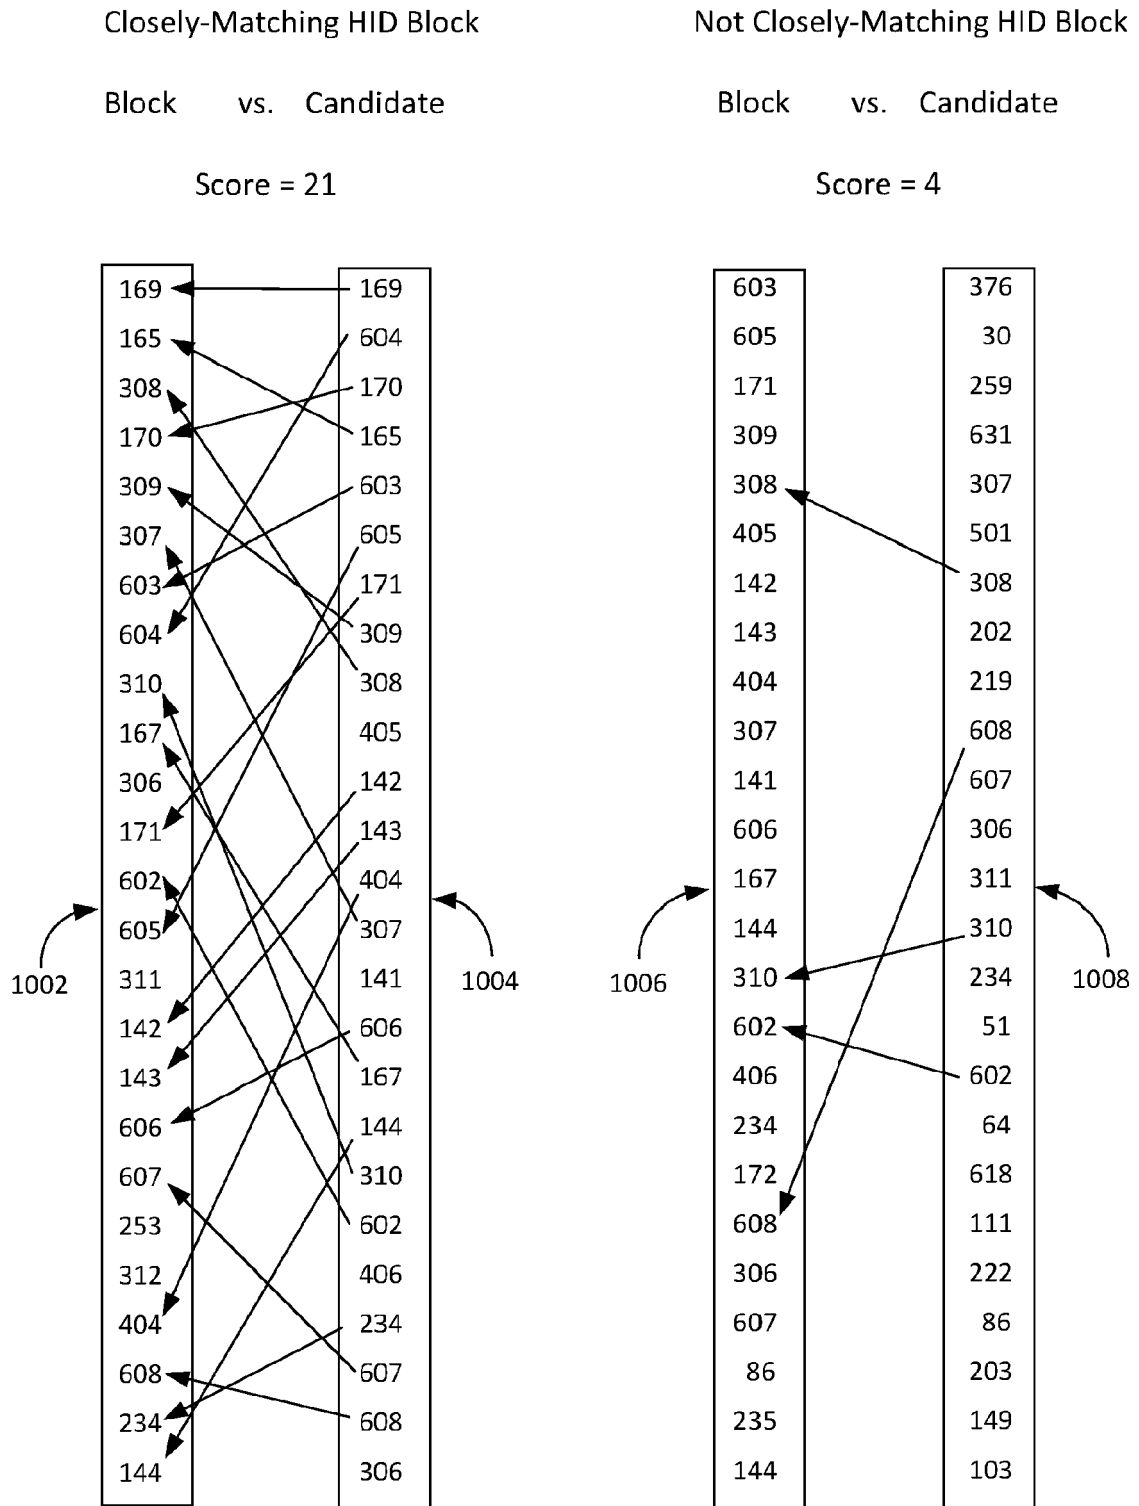 Closely-Matching HID Block Not Closely-Matching HID Block
Block vs. Candidate Block vs. Candidate
Score = 21 Score = 4
169 169 603 376
165 604 605 30
308 170 171 259
170 165 309 631
309 603 308 307
307 605 405 501
603 171 142 308
604 309 143 202
310 308 404 219
167 405 307 608
306 142 141 607
171 143 606 306
602 404 167 311
605 307 144 310
1002 311 141 1004 1006 310 234 1008
142 606 602 51
143 167 406 602
606 144 234 64
607 310 172 618
253 602 608 111
312 406 306 222
404 234 607 86
608 607 86 203
234 608 235 149
144 306 144 103